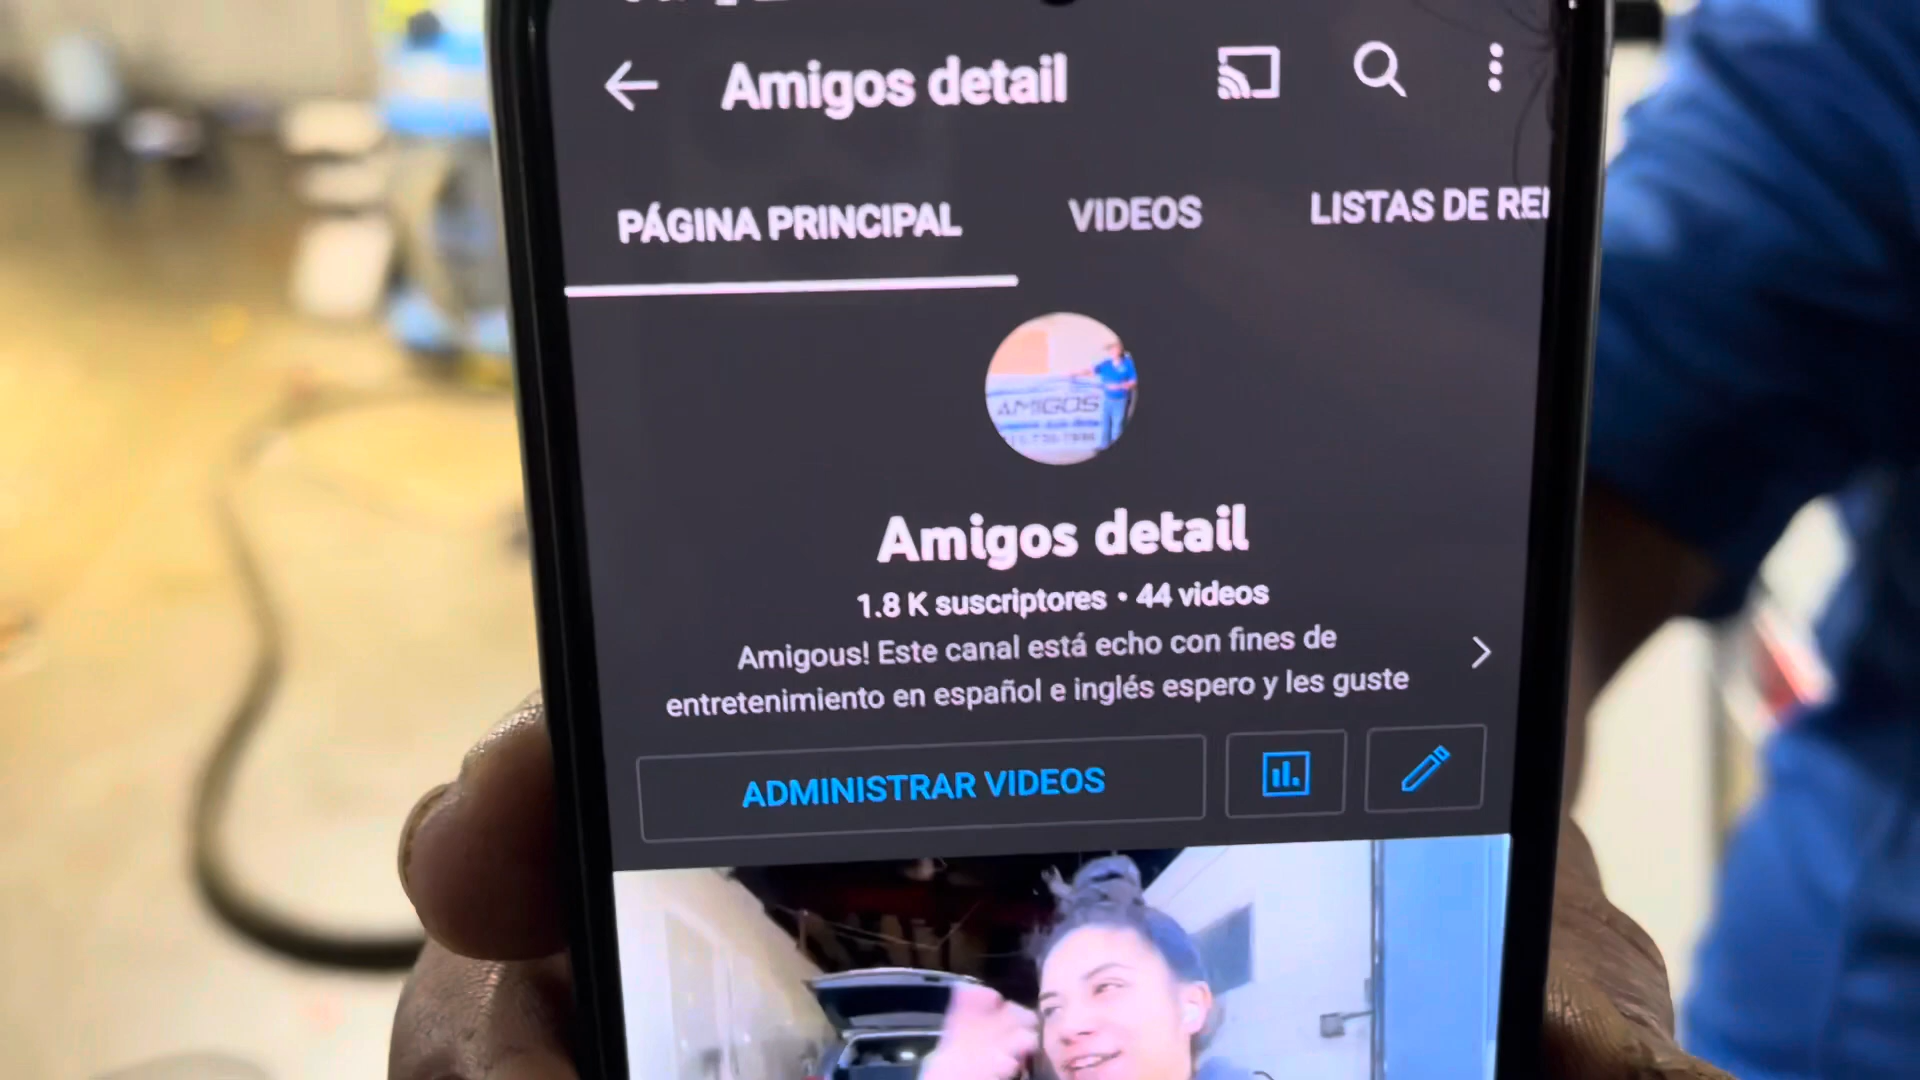 Amigos detail
PÁGINA PRINCIPAL VIDEOS LISTAS DE
AMIGOS
Amigos detail
1.8 K suscriptores • 44 videos
Amigous! Este canal está echo con fines de
entretenimiento en español e inglés espero y les guste
ADMINISTRAR VIDEOS